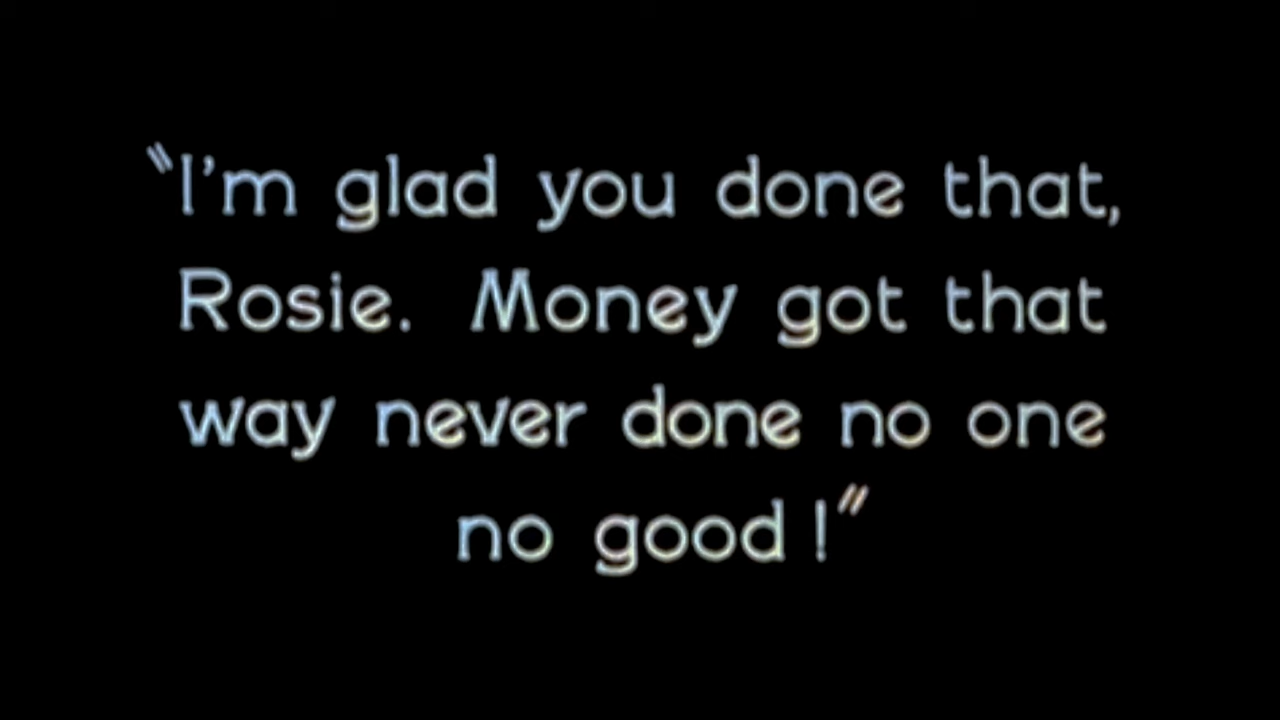 "I'm glad you done that,
Rosie. Money got that
way never done no one
no good!"